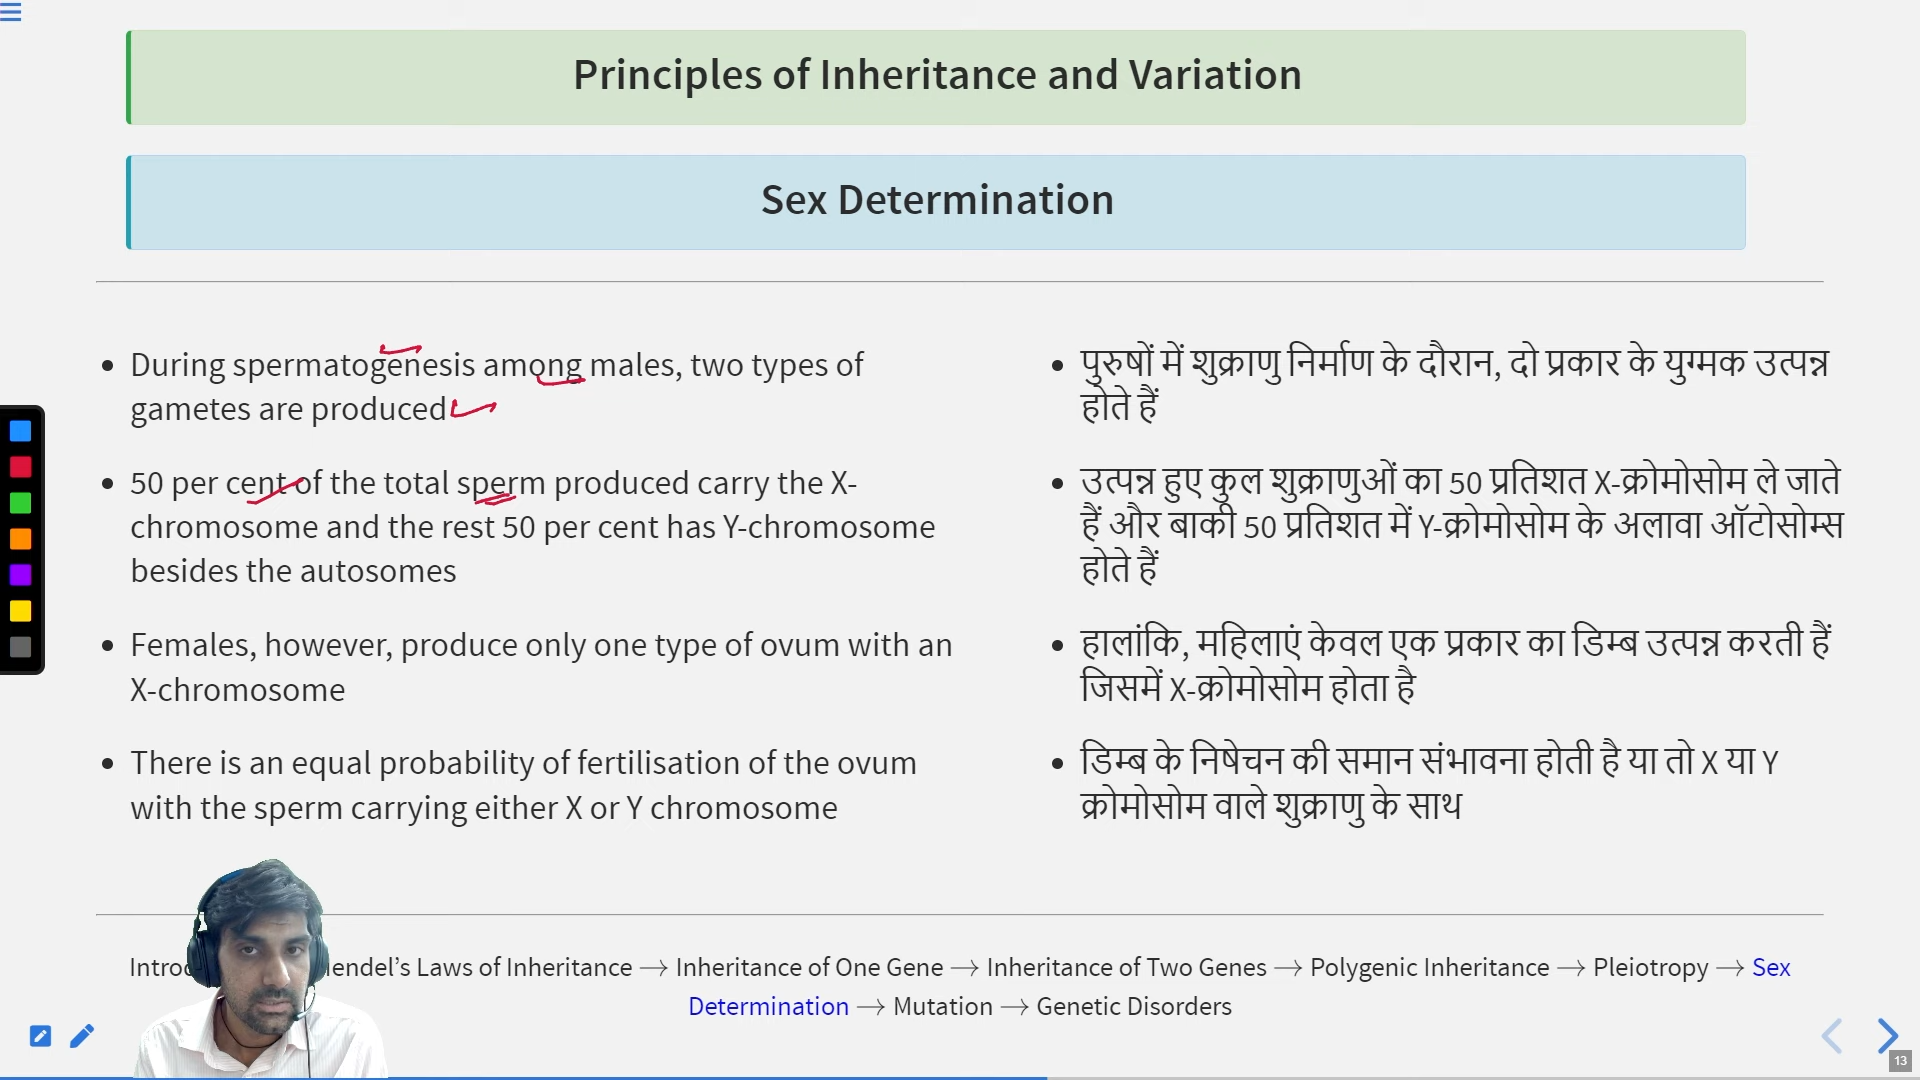 Principles of Inheritance and Variation
Sex Determination
During spermatogenesis among males, two types of
gametes are produced
50 per cent of the total sperm produced carry the X-
chromosome and the rest 50 per cent has Y-chromosome
besides the autosomes
Females, however, produce only one type of ovum with an
X-chromosome
There is an equal probability of fertilisation of the ovum
with the sperm carrying either X or Y chromosome
पुरुषों में शुक्राणु निर्माण के दौरान, दो प्रकार के युग्मक उत्पन्न
होते हैं
उत्पन्न हुए कुल शुक्राणुओं का 50 प्रतिशत X-क्रोमोसोम ले जाते
हैं और बाकी 50 प्रतिशत में Y-क्रोमोसोम के अलावा ऑटोसोम्स
होते हैं
हालांकि, महिलाएं केवल एक प्रकार का डिम्ब उत्पन्न करती हैं
जिसमें X-क्रोमोसोम होता है
डिम्ब के निषेचन की समान संभावना होती है या तो X या Y
क्रोमोसोम वाले शुक्राणु के साथ
Laws of Inheritance → Inheritance of One Gene → Inheritance of Two Genes → Polygenic Inheritance → Pleiotropy → Sex
Determination → Mutation → Genetic Disorders
13